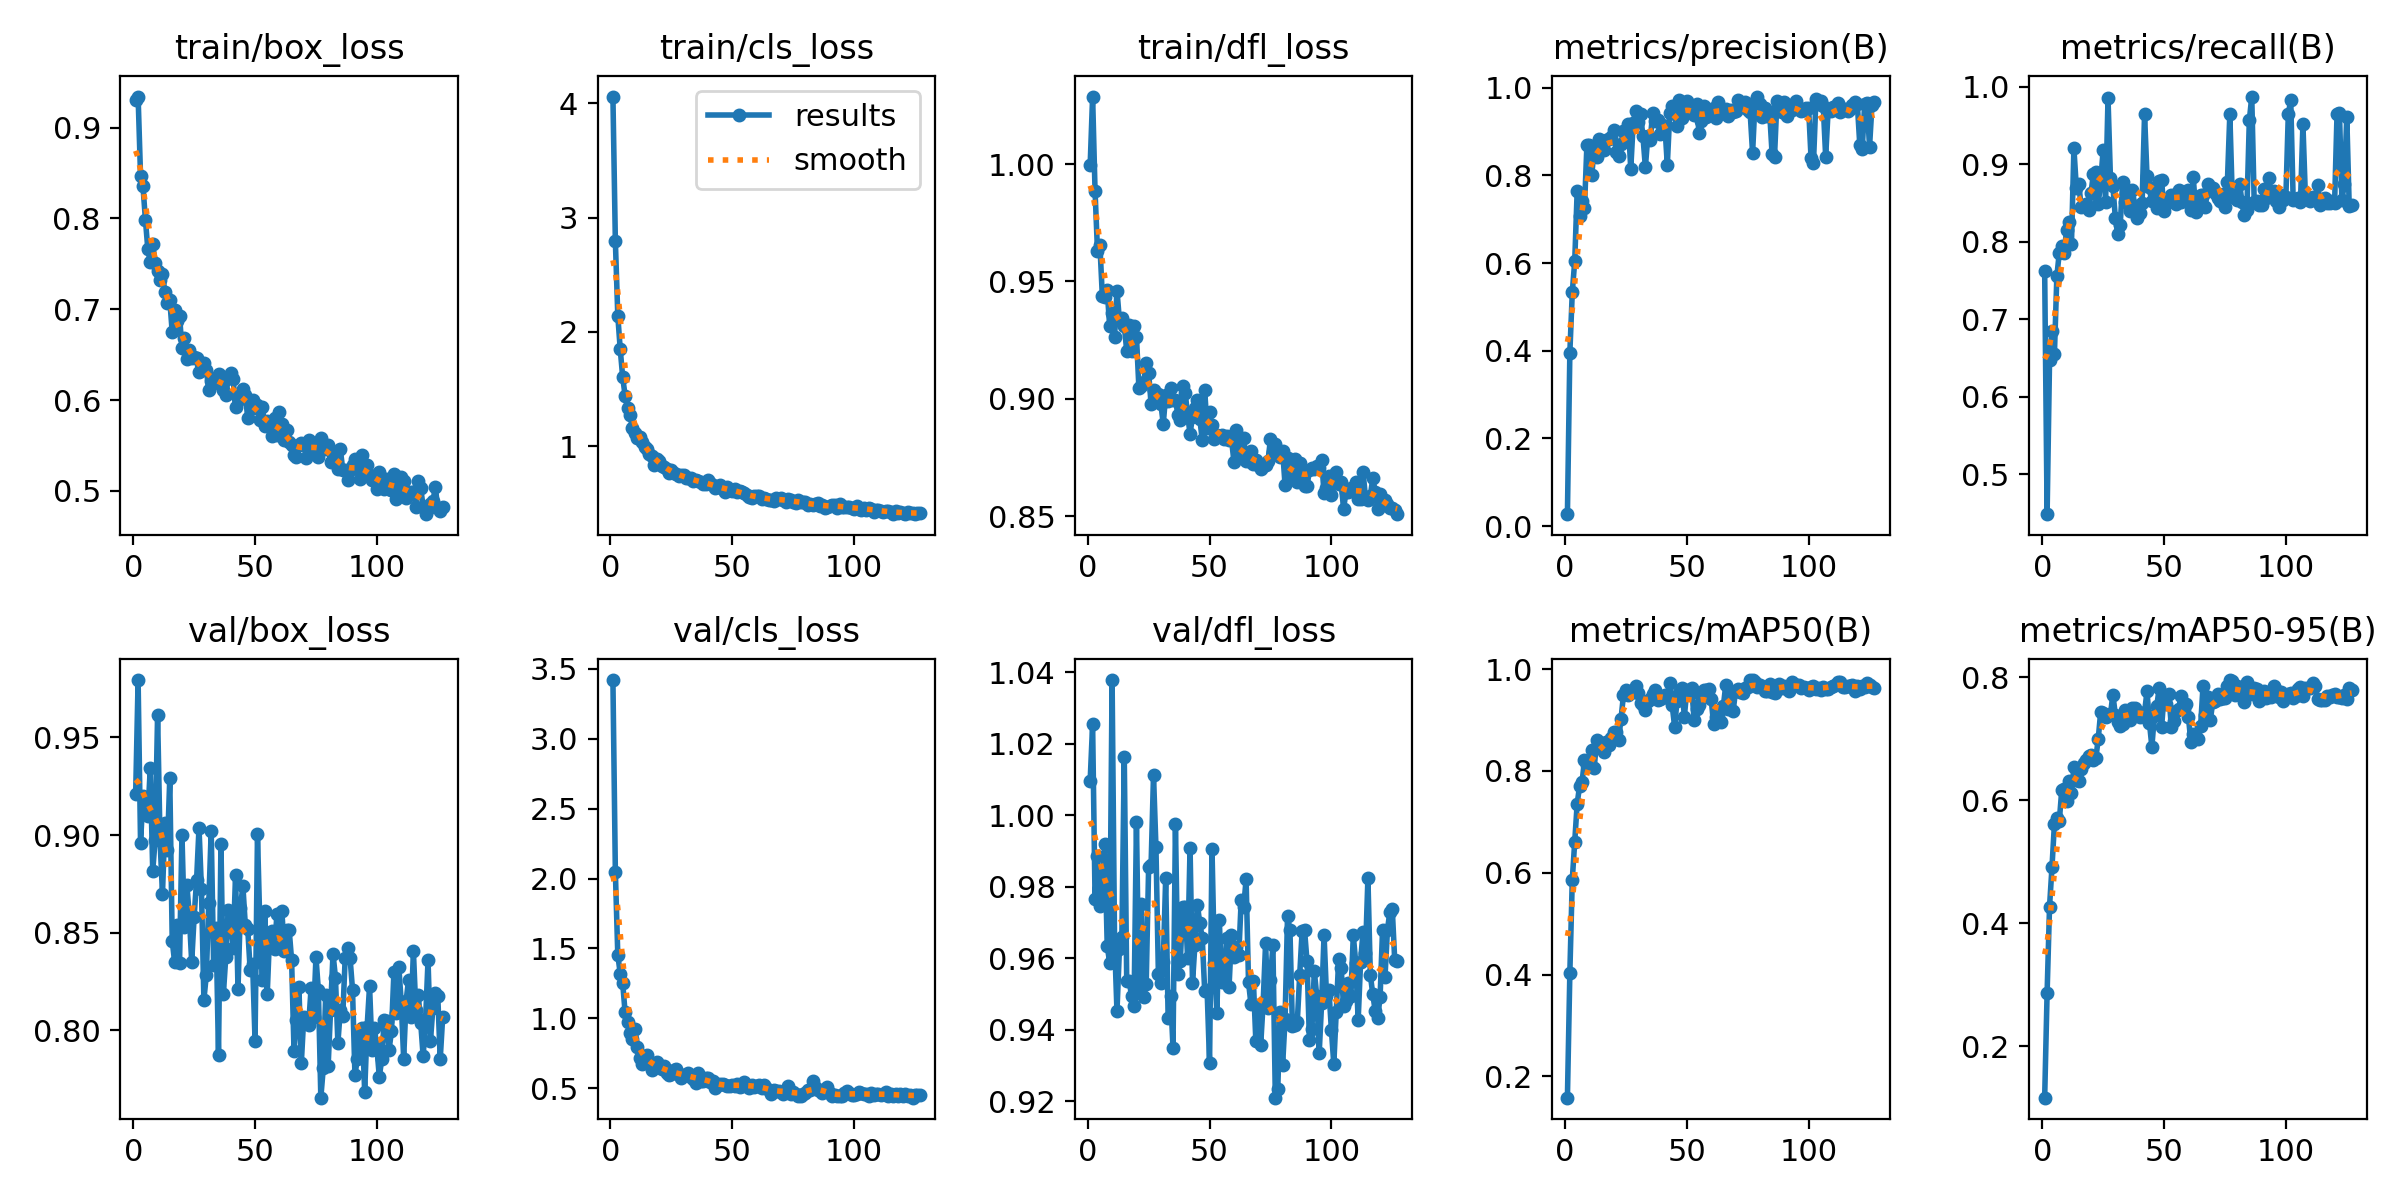 train/box_loss
0.9
0.8
0.7
0.6
0.5
0 50 100
train/cls_loss
results
smooth
4
3
2
1
0 50 100
train/dfl_loss
1.00
0.95
0.90
0.85
0 50 100
metrics/precision(B)
1.0
0.8
0.6
0.4
0.2
0.0
0 50 100
metrics/recall(B)
1.0
0.9
0.8
0.7
0.6
0.5
0 50 100
val/box_loss
0.95
0.90
0.85
0.80
0 50 100
val/cls_loss
3.5
3.0
2.5
2.0
1.5
1.0
0.5
0 50 100
val/dfl_loss
1.04
1.02
1.00
0.98
0.96
0.94
0.92
0 50 100
metrics/mAP50(B)
1.0
0.8
0.6
0.4
0.2
0 50 100
metrics/mAP50-95(B)
0.8
0.6
0.4
0.2
0 50 100